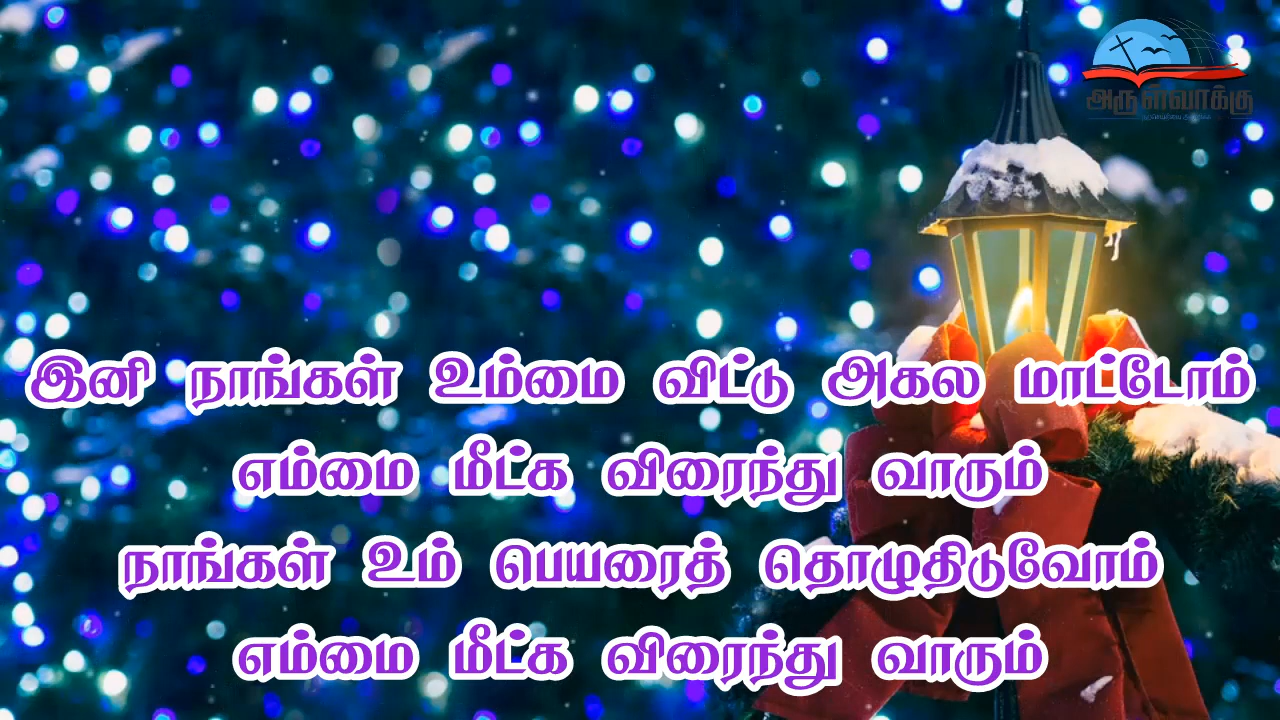 அருள்வாக்கு
இனி நாங்கள் உம்மை விட்டு அகல மாட்டோம்
எம்மை மீட்க விரைந்து வாரும்
நாங்கள் உம் பெயரைத் தொழுதிடுவோம்
எம்மை மீட்க விரைந்து வாரும்